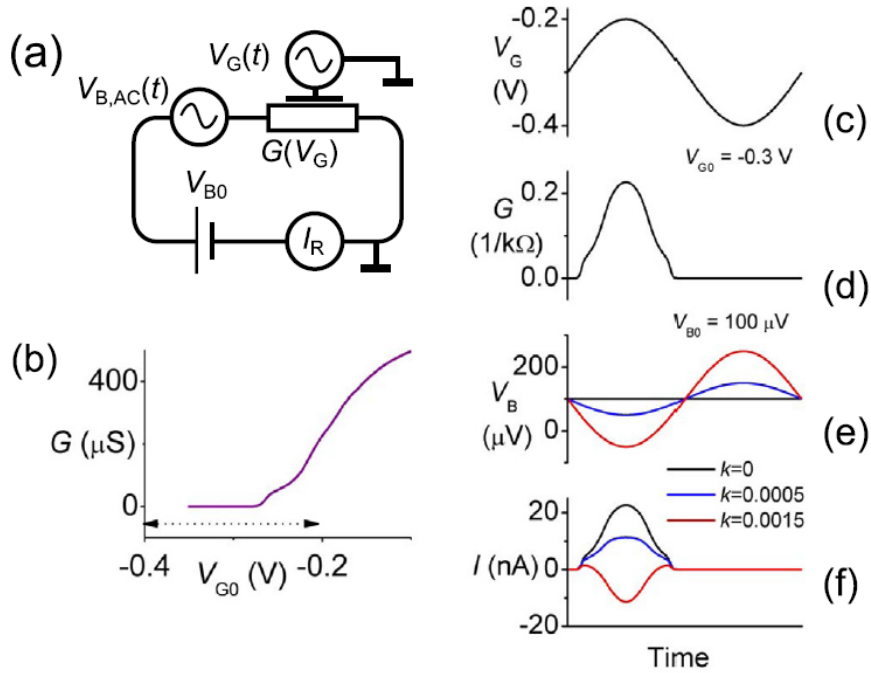 (a)
V_G(t)
V_B,AC(t)
G(V_G)
V_B0
I_R
(b)
400
G (μS)
0
-0.4
-0.2
V_G0 (V)
-0.2
V_G
(V)
-0.4
(c)
V_G0 = -0.3 V
0.2
G
(1/kΩ)
0.0
(d)
V_B0 = 100 μV
200
V_B
0
(μV)
(e)
k=0
k=0.0005
k=0.0015
20
I (nA)
0
-20
(f)
Time